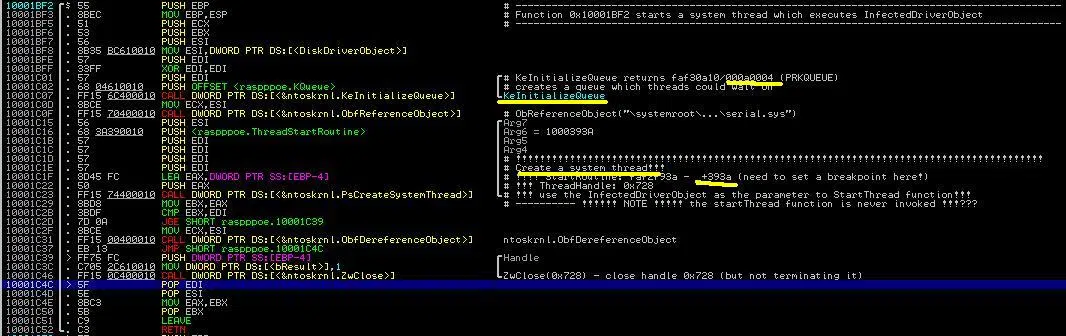 10001BF2 $ 55 PUSH EBP # Function 0x10001BF2 starts a system thread which executes InfectedDriverObject
10001BF3 . 8BEC MOV EBP,ESP
10001BF5 . 51 PUSH ECX
10001BF6 . 53 PUSH EBX
10001BF7 . 56 PUSH ESI
10001BF8 . 8B35 BC610010 MOV ESI,DWORD PTR DS:[<DiskDriverObject>]
10001BFE . 57 PUSH EDI
10001BFF . 33FF XOR EDI,EDI
10001C01 . 57 PUSH EDI # KeInitializeQueue returns faf30a10/000a0004 (PRKQUEUE)
10001C02 . 68 04610010 PUSH OFFSET <raspppoe.KQueue> # creates a queue which threads could wait on
10001C07 . FF15 6C400010 CALL DWORD PTR DS:[<&ntoskrnl.KeInitializeQueue>] KeInitializeQueue
10001C0D . 8BCE MOV ECX,ESI
10001C0F . FF15 70400010 CALL DWORD PTR DS:[<&ntoskrnl.ObfReferenceObject>] # ObReferenceObject("\systemroot\...\serial.sys")
10001C15 . 56 PUSH ESI Arg7
10001C16 . 68 3A390010 PUSH <raspppoe.ThreadStartRoutine> Arg6 = 1000393A
10001C1B . 57 PUSH EDI Arg5
10001C1C . 57 PUSH EDI Arg4
10001C1D . 57 PUSH EDI
10001C1E . 57 PUSH EDI # Create a system thread!!!
10001C1F . 8D45 FC LEA EAX,DWORD PTR SS:[EBP-4] +393a (need to set a breakpoint here!)
10001C22 . 50 PUSH EAX # !!! ThreadHandle: 0x728
10001C23 . FF15 74400010 CALL DWORD PTR DS:[<&ntoskrnl.PsCreateSystemThread>] # !!! use the InfectedDriverObject as the parameter to StartThread function!!!
10001C29 . 8BD8 MOV EBX,EAX # ---------- !!!!!! NOTE !!!!! the startThread function is never invoked !!!???
10001C2B . 3BDF CMP EBX,EDI
10001C2D . 7D 0A JGE SHORT raspppoe.10001C39
10001C2F . 8BCE MOV ECX,ESI
10001C31 . FF15 00400010 CALL DWORD PTR DS:[<&ntoskrnl.ObfDereferenceObject>] ntoskrnl.ObfDereferenceObject
10001C37 . EB 13 JMP SHORT raspppoe.10001C4C
10001C39 > FF75 FC PUSH DWORD PTR SS:[EBP-4] Handle
10001C3C . C705 2C610010 MOV DWORD PTR DS:[<bResult>],1
10001C46 . FF15 0C400010 CALL DWORD PTR DS:[<&ntoskrnl.ZwClose>] ZwClose(0x728) - close handle 0x728 (but not terminating it)
10001C4C > 5F POP EDI
10001C4D . 5E POP ESI
10001C4E . 8BC3 MOV EAX,EBX
10001C50 . 5B POP EBX
10001C51 . C9 LEAVE
10001C52 . C3 RETN